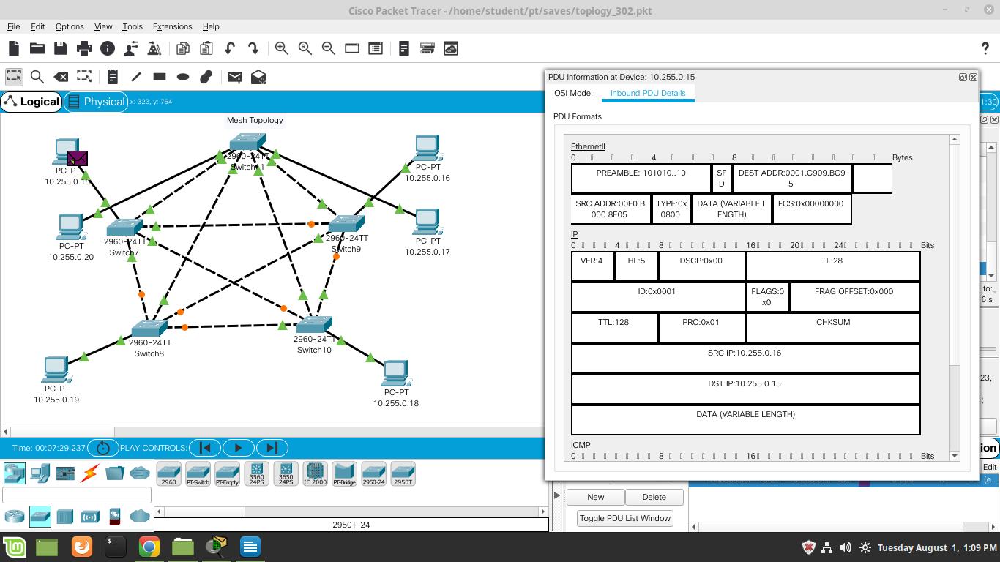 Cisco Packet Tracer - /home/student/pt/saves/toplogy_302.pkt
File Edit Options View Tools Extensions Help
Logical Physical x: 323, y: 764
1:30
Mesh Topology
2960-24TT
Switch11
PC-PT
10.255.0.15
PC-PT
10.255.0.16
PC-PT
10.255.0.20
2960-24TT
Switch7
2960-24TT
Switch9
PC-PT
10.255.0.17
2960-24TT
Switch8
2960-24TT
Switch10
PC-PT
10.255.0.19
PC-PT
10.255.0.18
PDU Information at Device: 10.255.0.15
OSI Model Inbound PDU Details
PDU Formats
EthernetII
0 4 8 Bytes
PREAMBLE: 101010..10
SF
D
DEST ADDR:0001.C909.BC9
5
SRC ADDR:00E0.B
000.8E05
TYPE:0x
0800
DATA (VARIABLE L
ENGTH)
FCS:0x00000000
IP
0 4 8 16 20 24 Bits
VER:4 IHL:5 DSCP:0x00 TL:28
ID:0x0001
FLAGS:0
x0
FRAG OFFSET:0x000
TTL:128 PRO:0x01 CHKSUM
SRC IP:10.255.0.16
DST IP:10.255.0.15
DATA (VARIABLE LENGTH)
ICMP
0 8 16 Bits
d to:
6 s
23,
P,
tion
Edit
(e...
Time: 00:07:29.237 PLAY CONTROLS:
2960 PT-Switch PT-Empty 3560 24PS 3650 24PS IE 2000 PT-Bridge 2950-24 2950T
2950T-24
New Delete
Toggle PDU List Window
Tuesday August 1, 1:09 PM